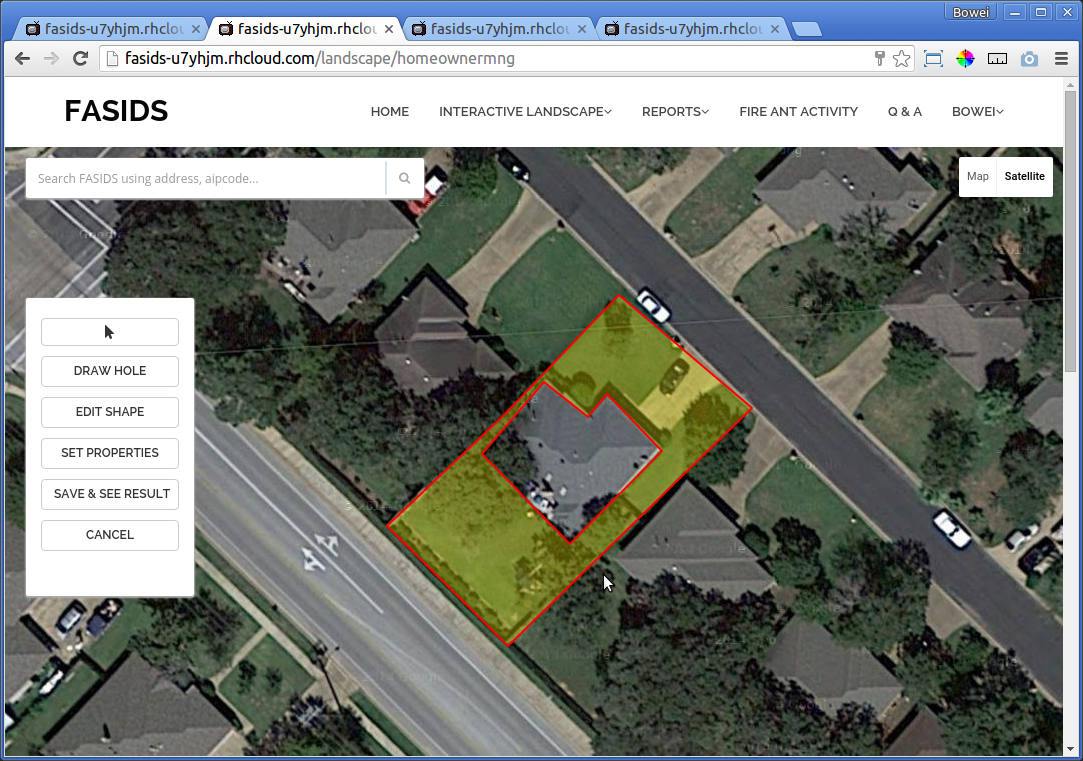 Bowei
fasids-u7yhjm.rhclou
fasids-u7yhjm.rhclou
fasids-u7yhjm.rhclou
fasids-u7yhjm.rhclou
fasids-u7yhjm.rhcloud.com/landscape/homeownermng
FASIDS
HOME
INTERACTIVE LANDSCAPE
REPORTS
FIRE ANT ACTIVITY
Q & A
BOWEI
Search FASIDS using address, aipcode...
Map
Satellite
DRAW HOLE
EDIT SHAPE
SET PROPERTIES
SAVE & SEE RESULT
CANCEL